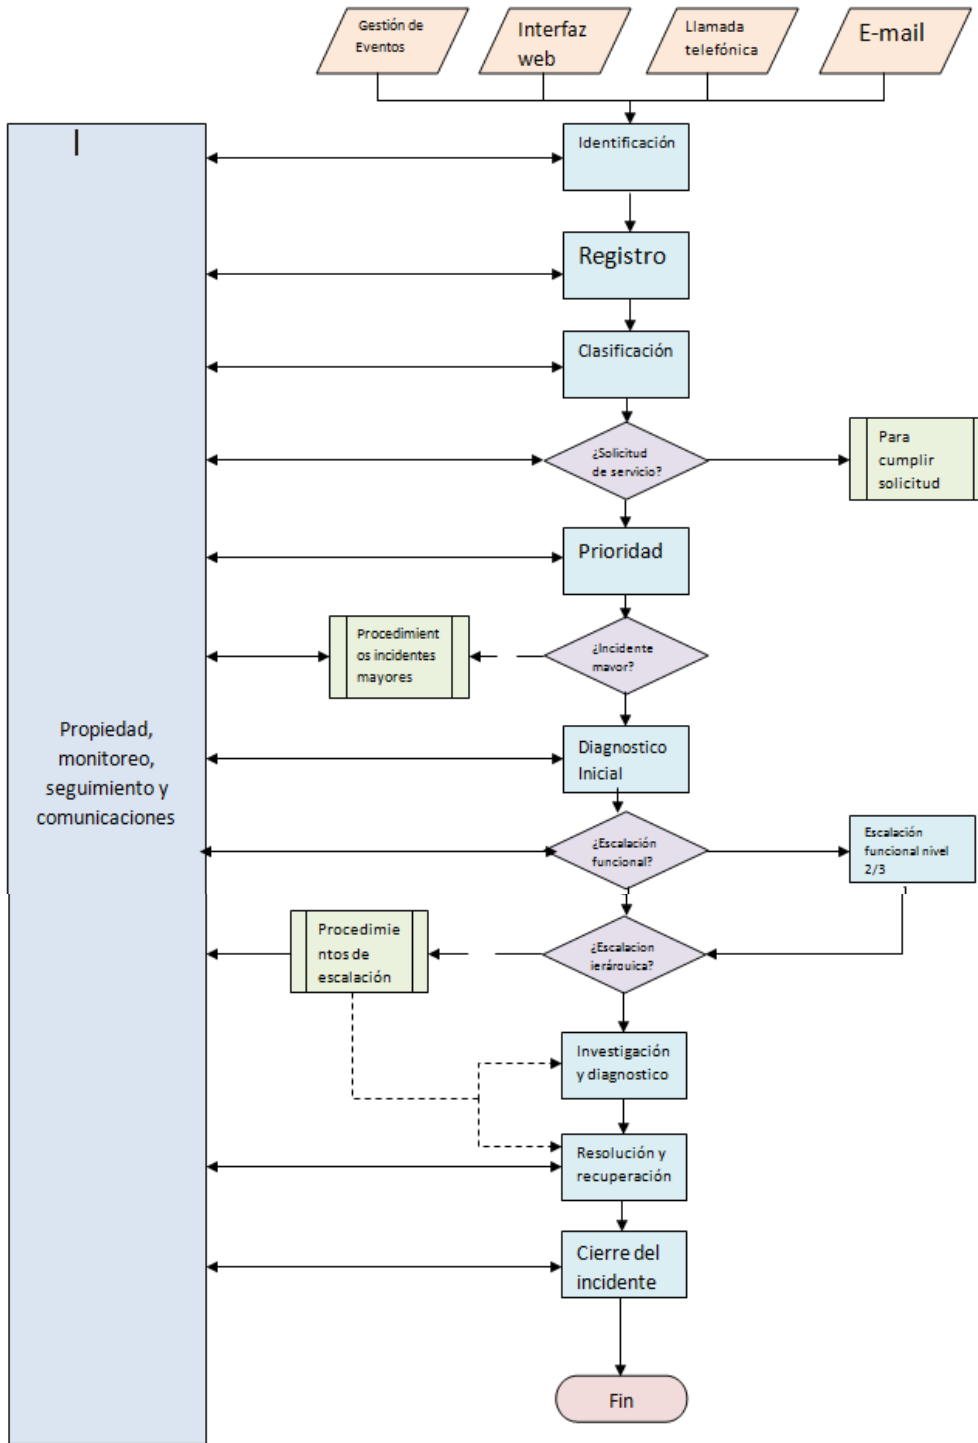 Gestión de
Eventos
Interfaz
web
Llamada
telefónica
E-mail
Identificación
Registro
Clasificación
¿Solicitud
de servicio?
Para
cumplir
solicitud
Prioridad
Procedimient
os incidentes
mayores
¿Incidente
mavor?
Propiedad,
monitoreo,
seguimiento y
comunicaciones
Diagnostico
Inicial
¿Escalación
funcional?
Escalación
funcional nivel
2/3
Procedimie
ntos de
escalación
¿Escalacion
ierárouica?
Investigación
y diagnostico
Resolución y
recuperación
Cierre del
incidente
Fin